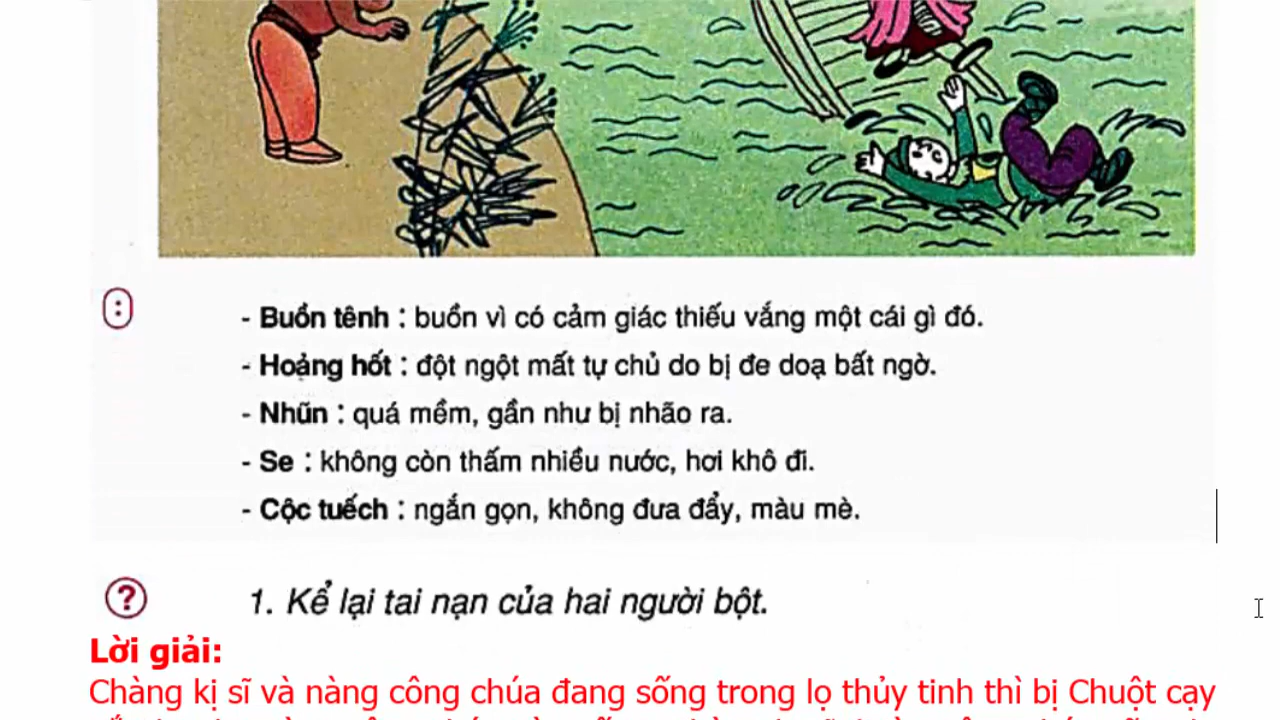 - Buồn tênh : buồn vì có cảm giác thiếu vắng một cái gì đó.
- Hoảng hốt : đột ngột mất tự chủ do bị đe doạ bất ngờ.
- Nhũn : quá mềm, gần như bị nhão ra.
- Se : không còn thấm nhiều nước, hơi khô đi.
- Cộc tuếch : ngắn gọn, không đưa đẩy, màu mè.
? 1. Kể lại tai nạn của hai người bột.
Lời giải:
Chàng kị sĩ và nàng công chúa đang sống trong lọ thủy tinh thì bị Chuột cạy